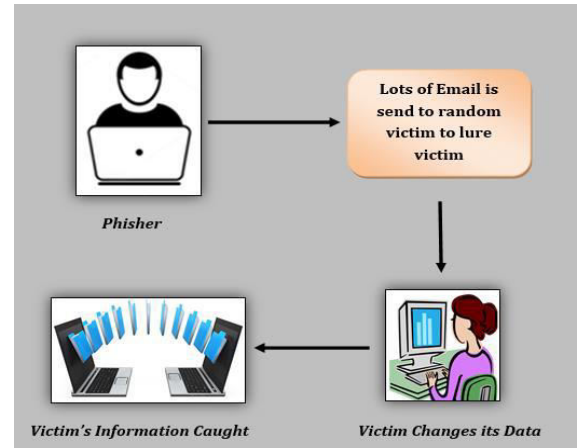 Lots of Email is
send to random
victim to lure
victim
Phisher
Victim Changes its Data
Victim's Information Caught